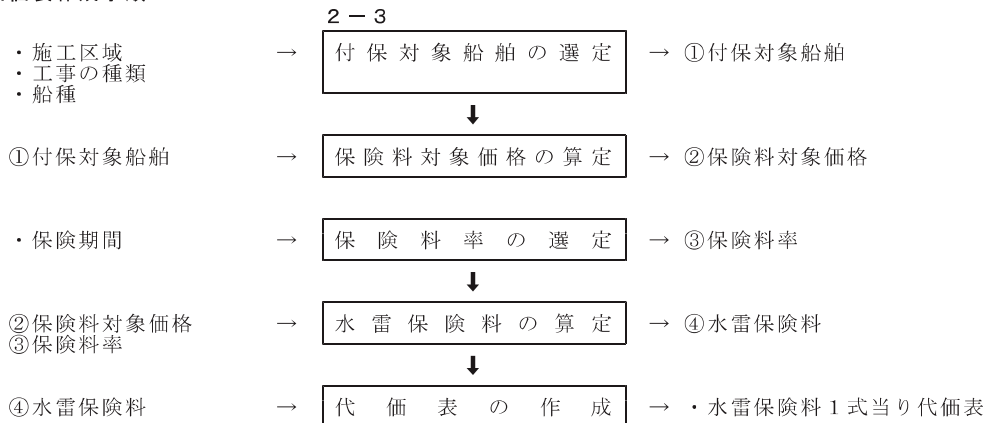 2－3
・施工区域 → 付保対象船舶の選定 → ①付保対象船舶
・工事の種類
・船種
⬇
①付保対象船舶 → 保険料対象価格の算定 → ②保険料対象価格
・保険期間 → 保険料率の選定 → ③保険料率
⬇
②保険料対象価格 → 水雷保険料の算定 → ④水雷保険料
③保険料率
⬇
④水雷保険料 → 代価表の作成 → ・水雷保険料１式当り代価表